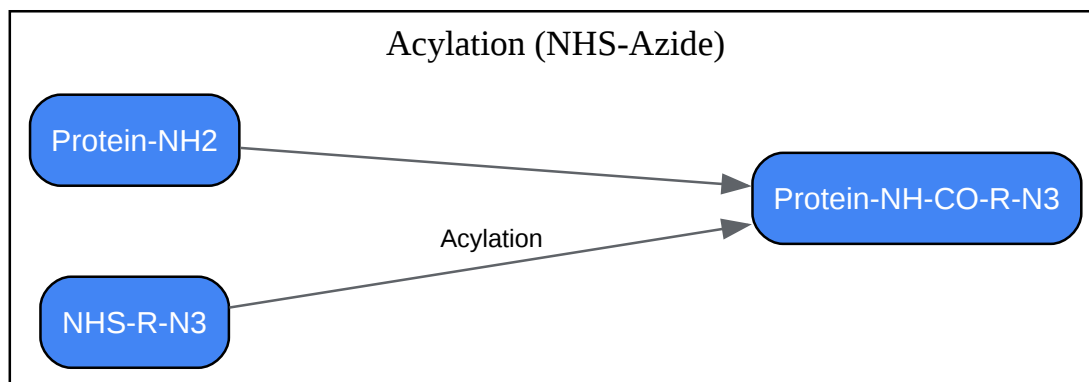 Acylation (NHS-Azide)
Protein-NH2
Protein-NH-CO-R-N3
Acylation
NHS-R-N3